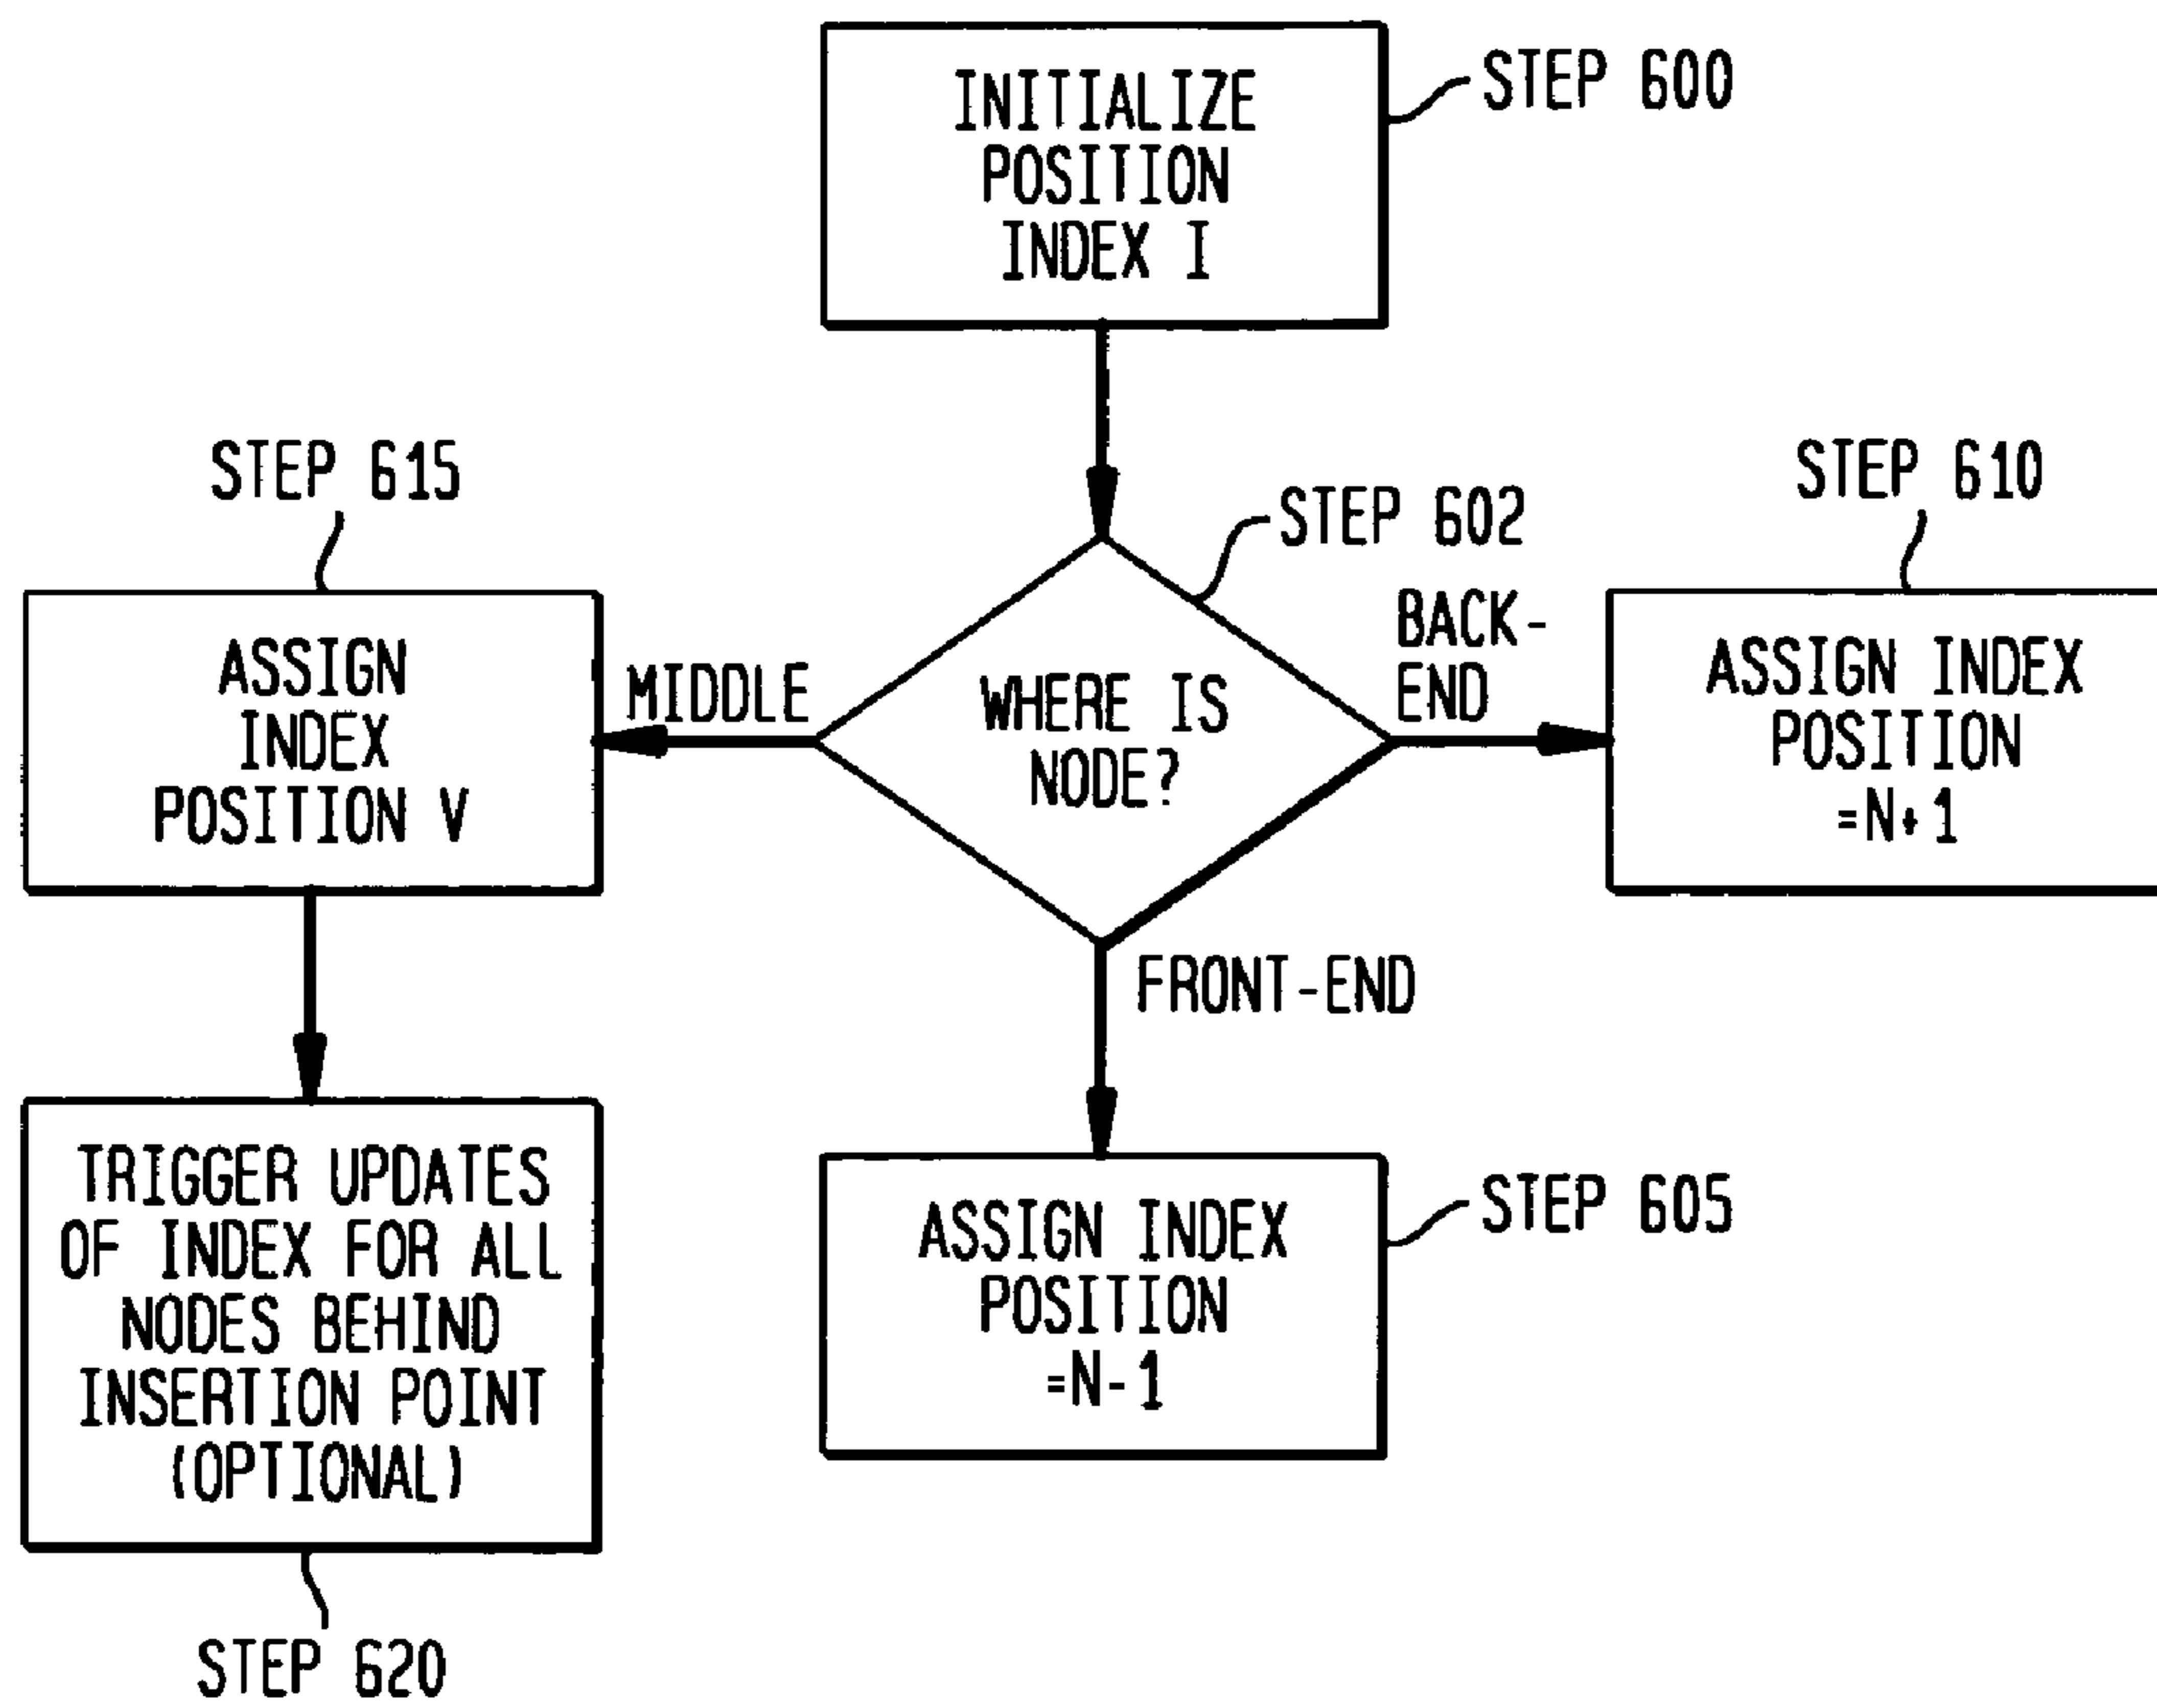 INITIALIZE
POSITION
INDEX I
STEP 600
STEP 615
STEP 602
STEP 610
ASSIGN
INDEX
POSITION V
MIDDLE
WHERE IS
NODE?
BACK-
END
ASSIGN INDEX
POSITION
=N+1
FRONT-END
TRIGGER UPDATES
OF INDEX FOR ALL
NODES BEHIND
INSERTION POINT
(OPTIONAL)
ASSIGN INDEX
POSITION
=N-1
STEP 605
STEP 620